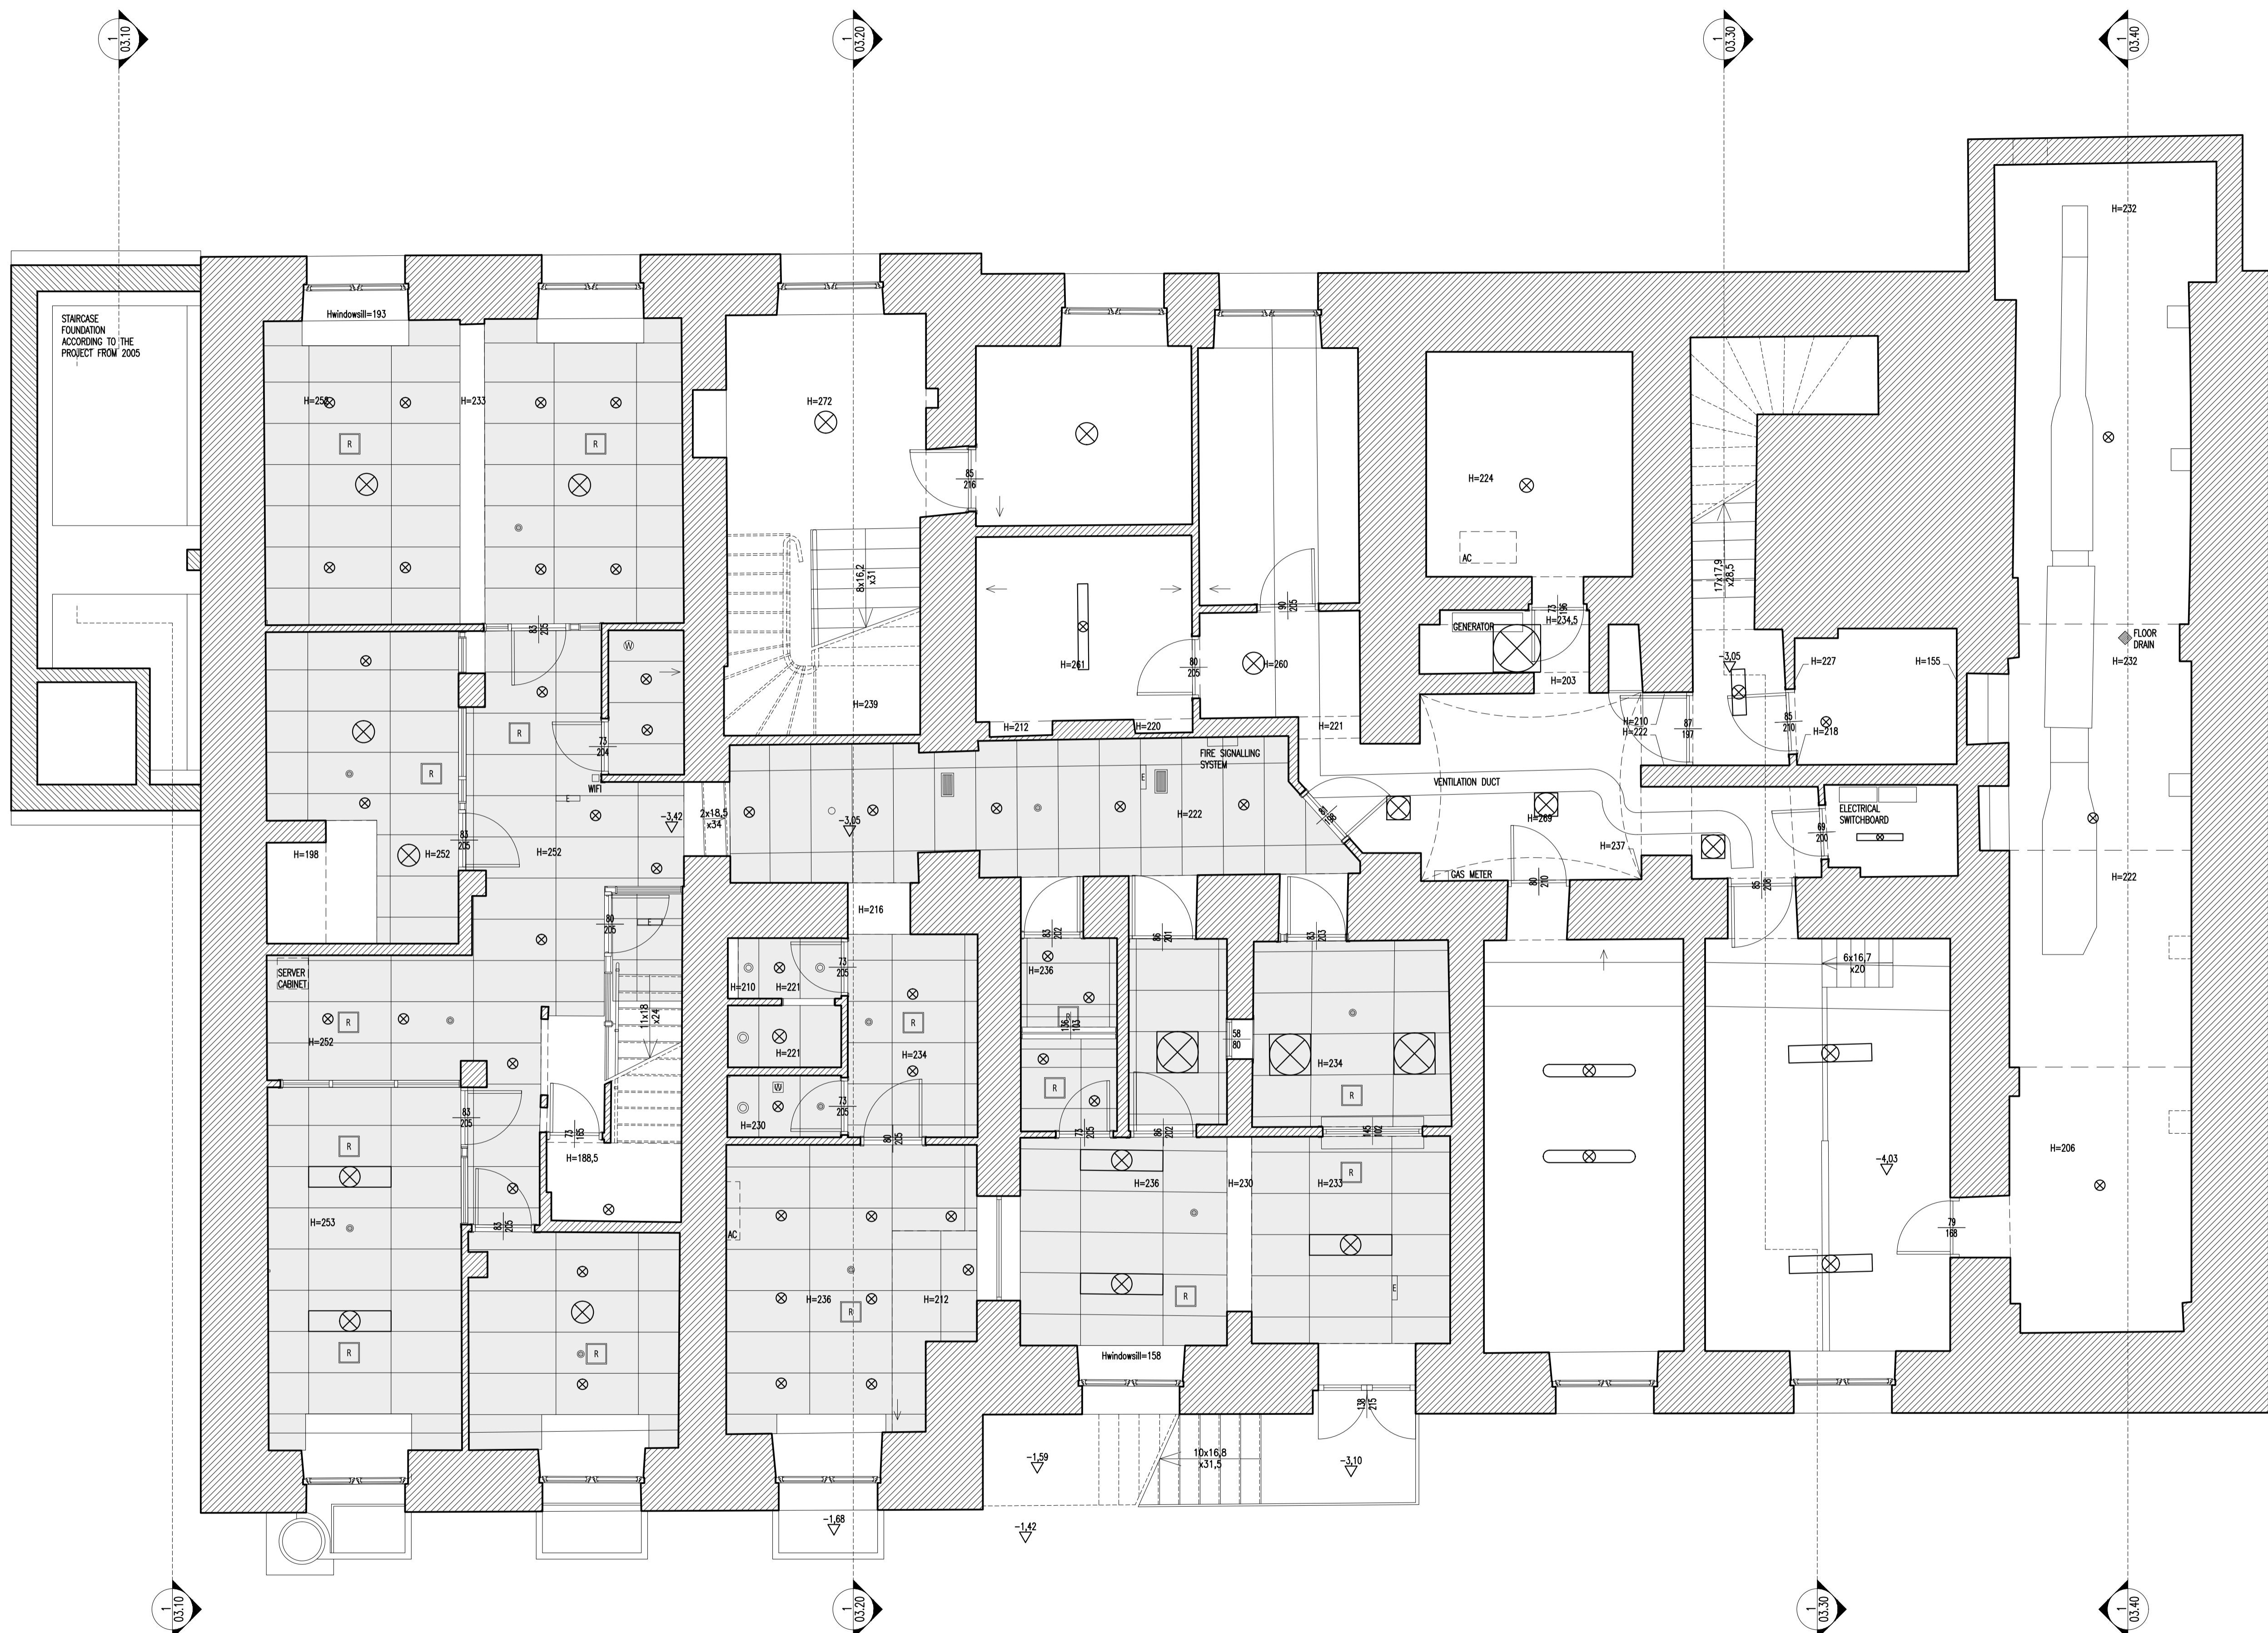 1
03.10
1
03.20
1
03.30
1
03.40
H=232
STAIRCASE
FOUNDATION
ACCORDING TO THE
PROJECT FROM 2005
Hwindowsill=193
H=233
H=272
R
R
85
216
H=224
AC
8x16,2
x31
17x17,9
x28,5
90
205
73
196
GENERATOR
H=234,5
83
205
W
FLOOR
DRAIN
H=232
H=261
80
205
H=260
-3,05
H=227
H=155
H=203
H=239
H=212
H=220
H=221
H=210
H=222
87
197
85
210
H=218
R
73
204
R
WIFI
E
FIRE SIGNALLING
SYSTEM
E
VENTILATION DUCT
2x18,5
x34
-3,42
-3,05
H=222
H=269
ELECTRICAL
SWITCHBOARD
69
200
83
205
H=198
H=252
H=252
H=237
GAS METER
80
210
85
208
H=222
H=216
80
205
E
83
202
86
201
83
203
6x16,7
x20
SERVER
CABINET
73
205
H=210
H=221
H=236
R
R
11x18
x24
136
103
58
80
H=252
H=221
H=234
H=234
W
R
R
83
205
73
205
H=230
73
165
80
205
73
205
86
202
145
102
R
H=188,5
H=206
-4,03
R
H=236
H=230
H=233
H=253
83
205
AC
79
168
E
H=236
H=212
R
R
R
R
Hwindowsill=158
138
215
-1,59
10x16,8
x31,5
-3,10
-1,68
-1,42
1
03.10
1
03.20
1
03.30
1
03.40